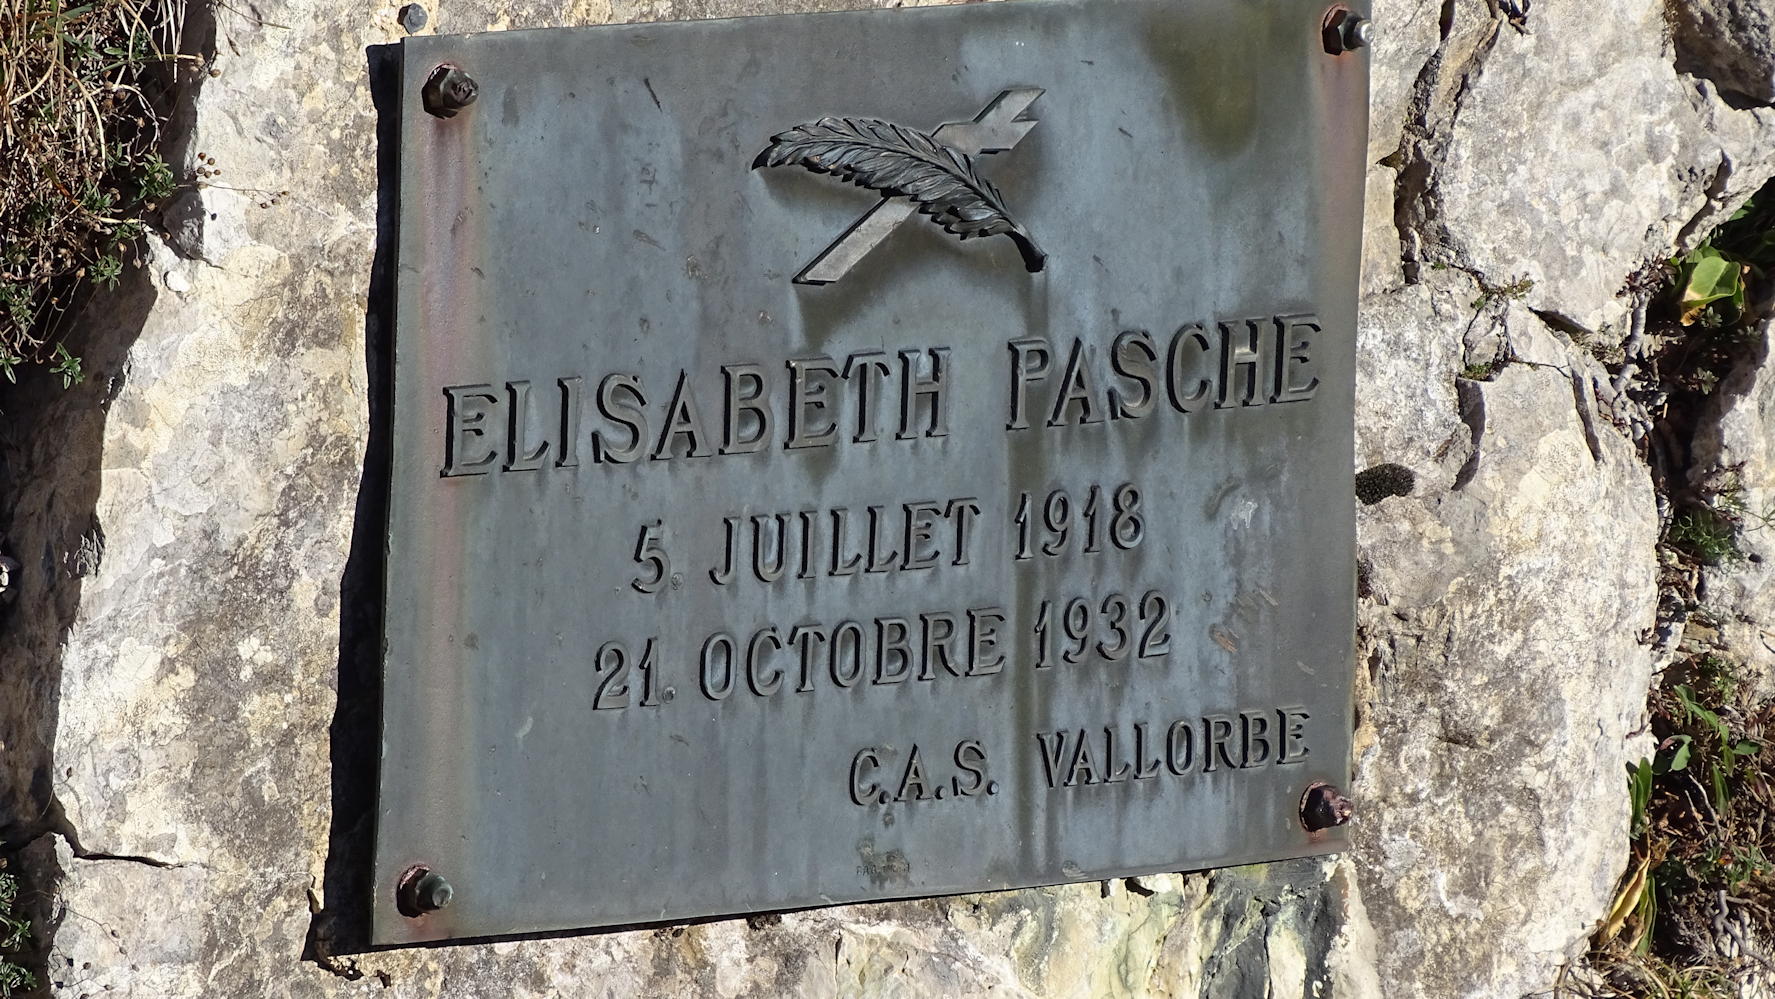 ELISABETH PASCHE
5. JUILLET 1918
21. OCTOBRE 1932
C.A.S. VALLORBE